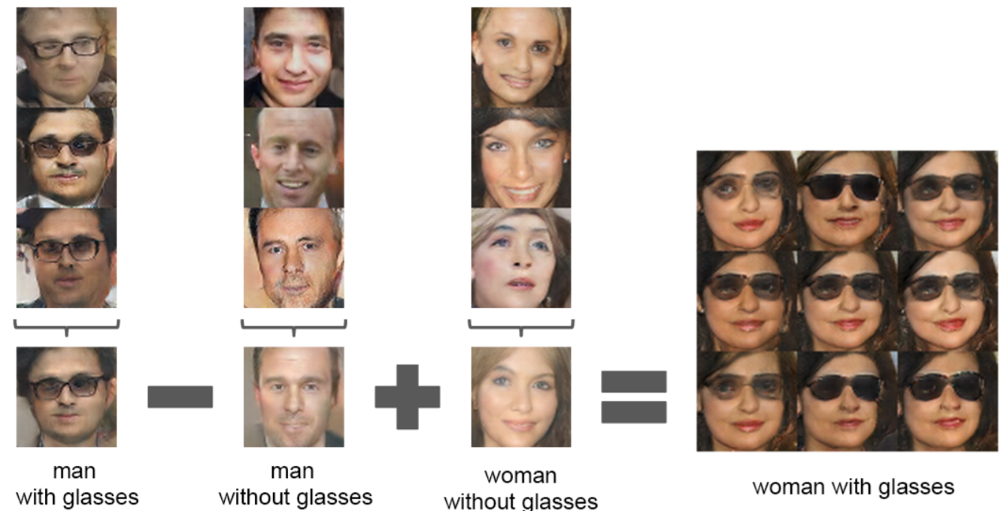 man
with glasses
man
without glasses
woman
without glasses
woman with glasses